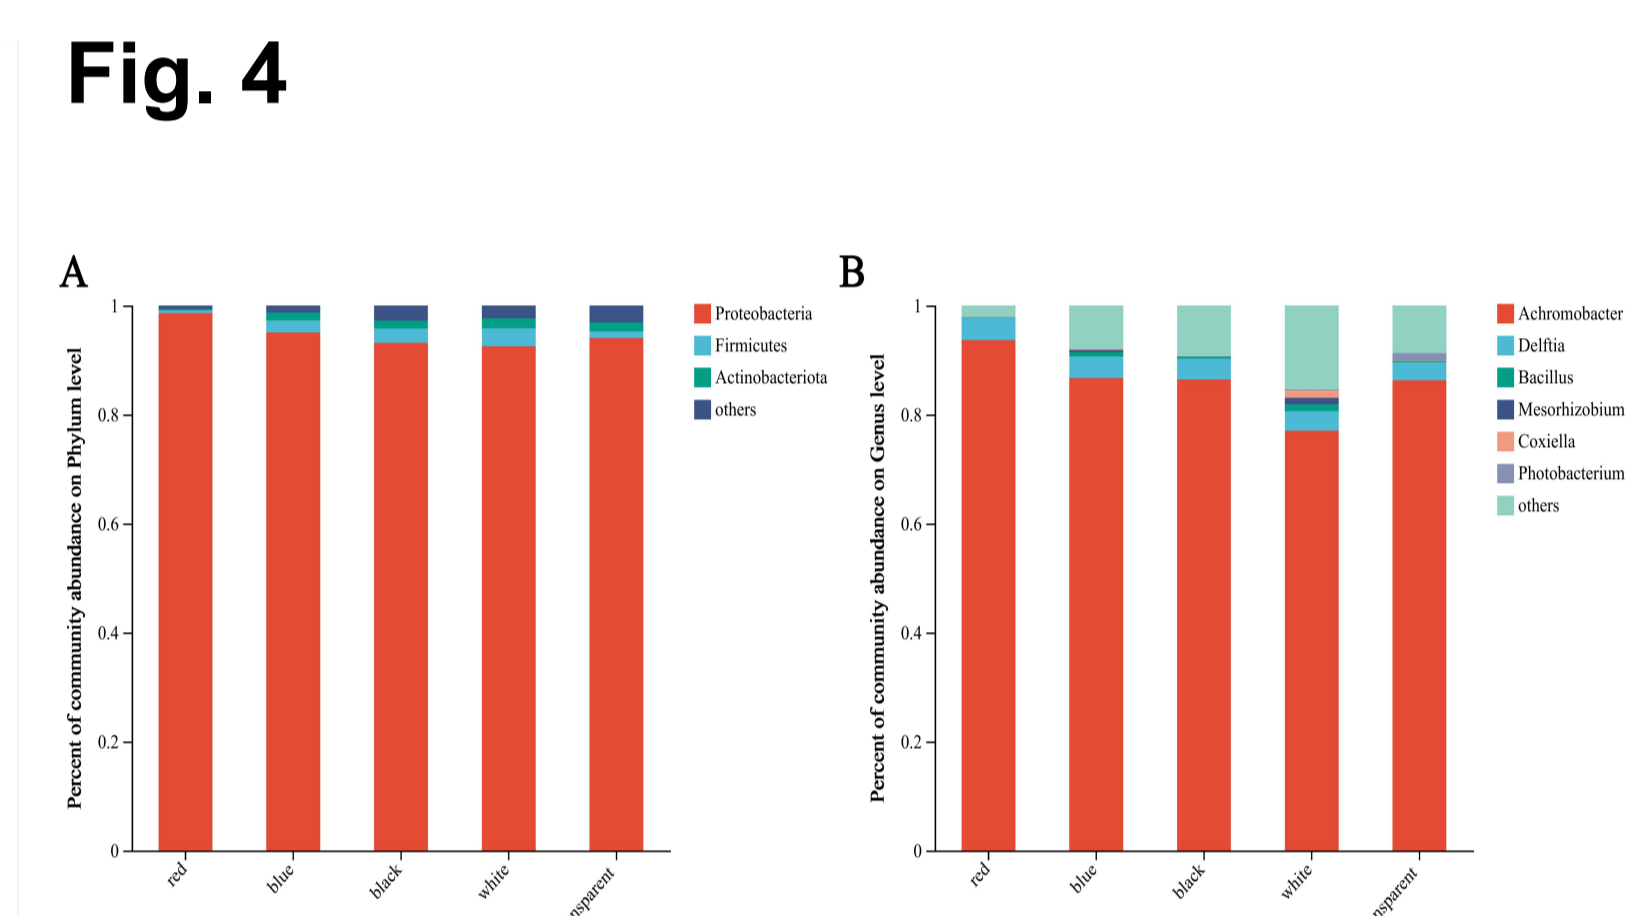 Fig. 4
A
Percent of community abundance on Phylum level
1
0.8
0.6
0.4
0.2
0
red
blue
black
white
nsparent
Proteobacteria
Firmicutes
Actinobacteriota
others
B
Percent of community abundance on Genus level
1
0.8
0.6
0.4
0.2
0
red
blue
black
white
nsparent
Achromobacter
Delftia
Bacillus
Mesorhizobium
Coxiella
Photobacterium
others